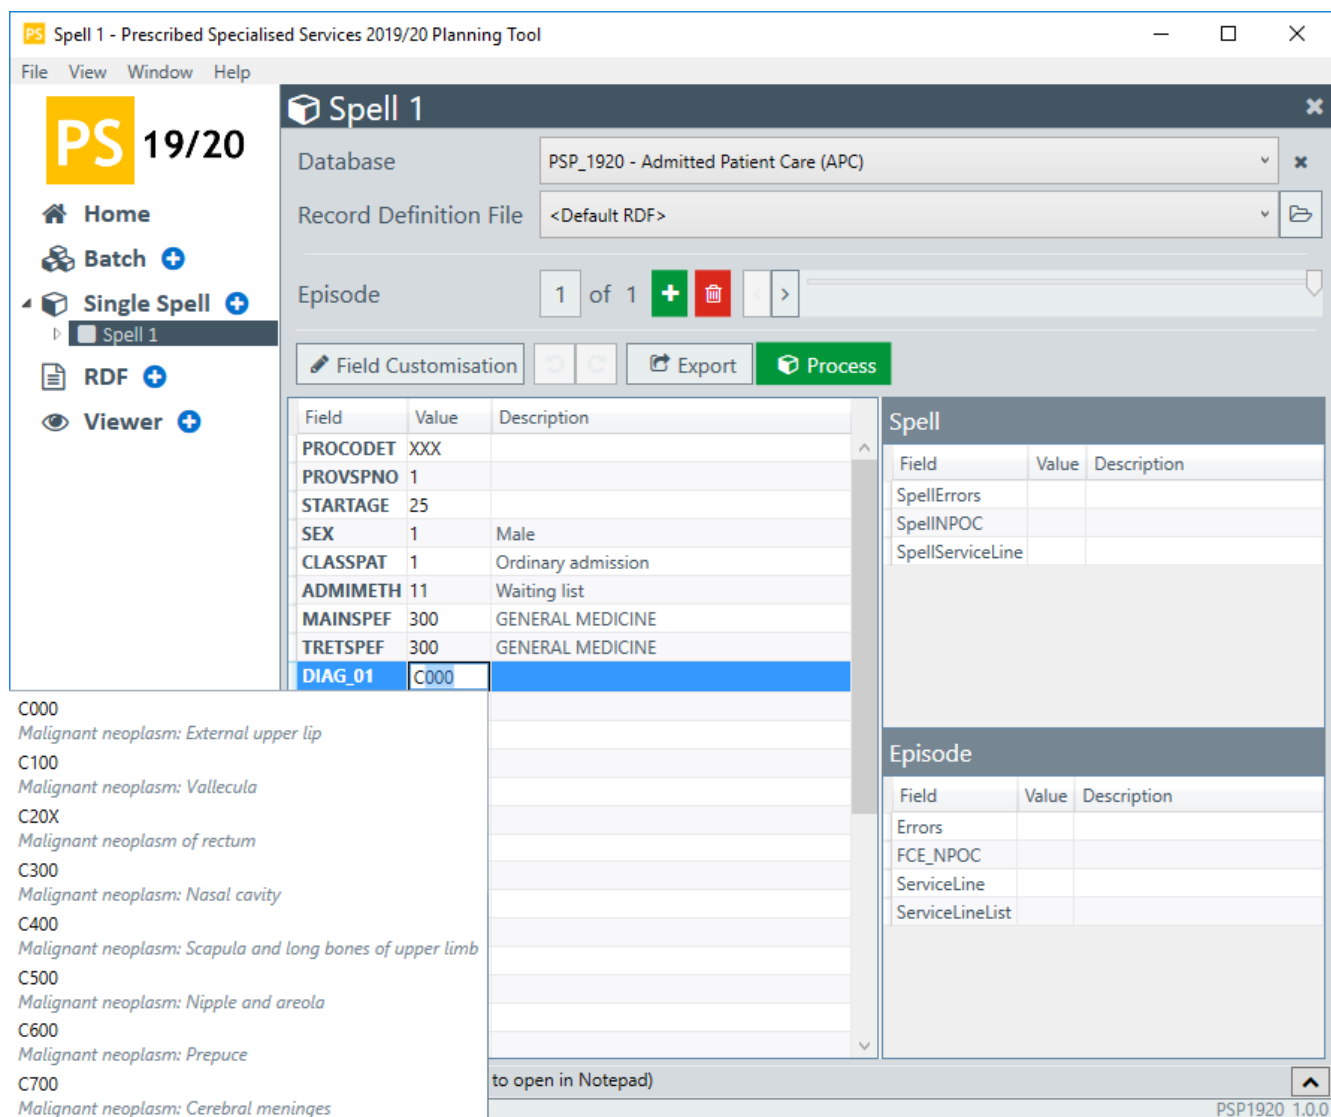 PS Spell 1 - Prescribed Specialised Services 2019/20 Planning Tool
File View Window Help
PS 19/20
Home
Batch
Single Spell
Spell 1
RDF
Viewer
Spell 1
Database PSP_1920 - Admitted Patient Care (APC)
Record Definition File <Default RDF>
Episode 1 of 1
Field Customisation Export Process
Field Value Description
PROCODET XXX
PROVSPNO 1
STARTAGE 25
SEX 1 Male
CLASSPAT 1 Ordinary admission
ADMIMETH 11 Waiting list
MAINSPEF 300 GENERAL MEDICINE
TRETSPEF 300 GENERAL MEDICINE
DIAG_01 C000
C000
Malignant neoplasm: External upper lip
C100
Malignant neoplasm: Vallecula
C20X
Malignant neoplasm of rectum
C300
Malignant neoplasm: Nasal cavity
C400
Malignant neoplasm: Scapula and long bones of upper limb
C500
Malignant neoplasm: Nipple and areola
C600
Malignant neoplasm: Prepuce
C700
Malignant neoplasm: Cerebral meninges
Spell
Field Value Description
SpellErrors
SpellNPOC
SpellServiceLine
Episode
Field Value Description
Errors
FCE_NPOC
ServiceLine
ServiceLineList
to open in Notepad)
PSP1920 1.0.0